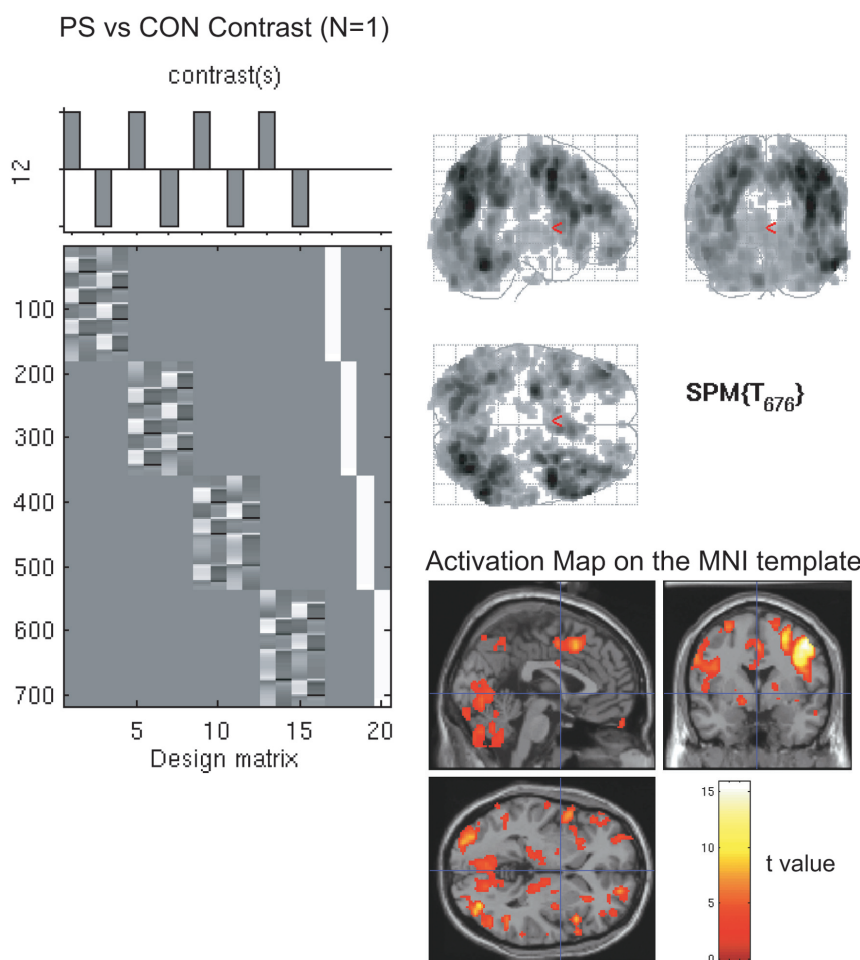 PS vs CON Contrast (N=1)
contrast(s)
12
100
200
300
400
500
600
700
5 10 15 20
Design matrix
SPM{T676}
Activation Map on the MNI template
15
10
5
0
t value